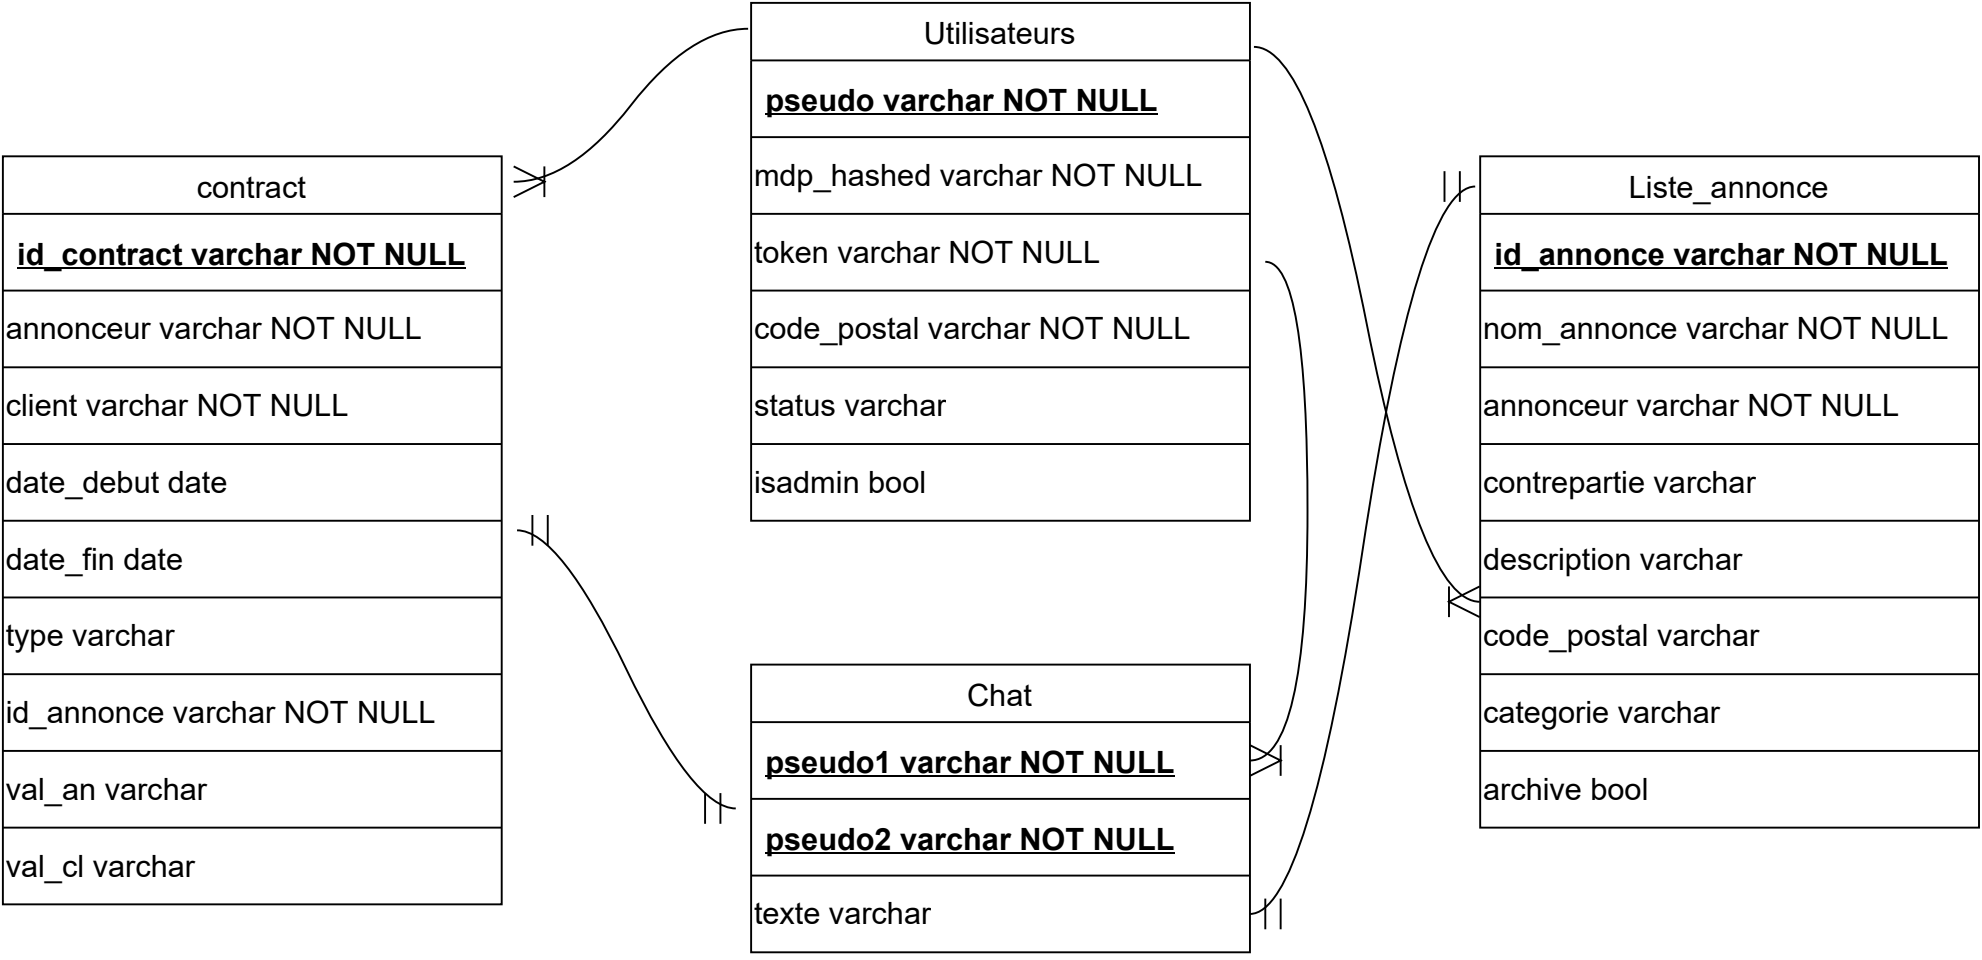 Utilisateurs
pseudo varchar NOT NULL
mdp_hashed varchar NOT NULL
token varchar NOT NULL
code_postal varchar NOT NULL
status varchar
isadmin bool
contract
id_contract varchar NOT NULL
annonceur varchar NOT NULL
client varchar NOT NULL
date_debut date
date_fin date
type varchar
id_annonce varchar NOT NULL
val_an varchar
val_cl varchar
Liste_annonce
id_annonce varchar NOT NULL
nom_annonce varchar NOT NULL
annonceur varchar NOT NULL
contrepartie varchar
description varchar
code_postal varchar
categorie varchar
archive bool
Chat
pseudo1 varchar NOT NULL
pseudo2 varchar NOT NULL
texte varchar